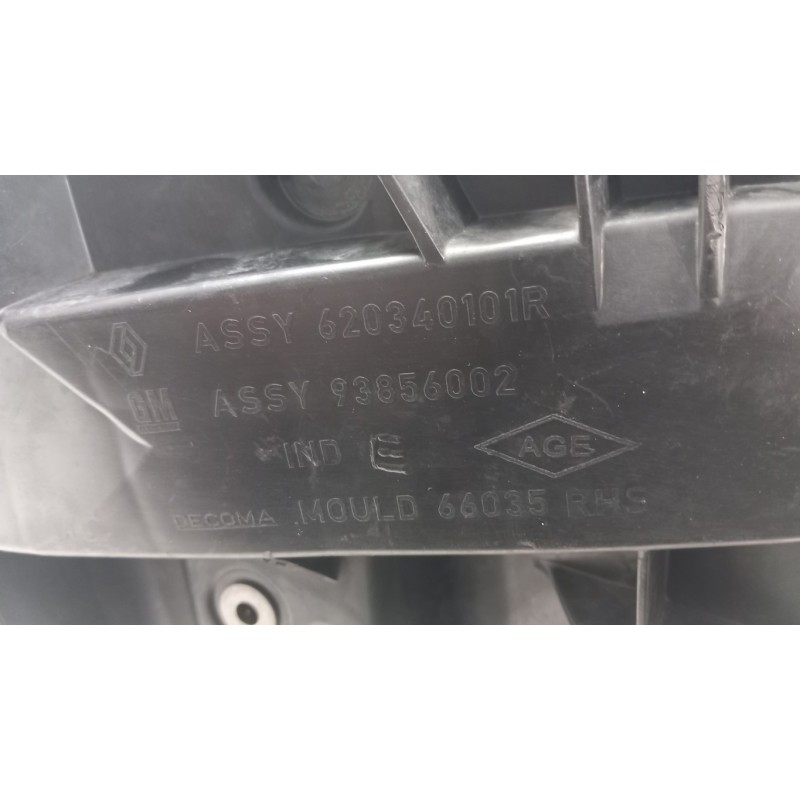 ASSY 620340101R
GM ASSY 93856002
IND E AGE
DECOMA MOULD 66035 RMS